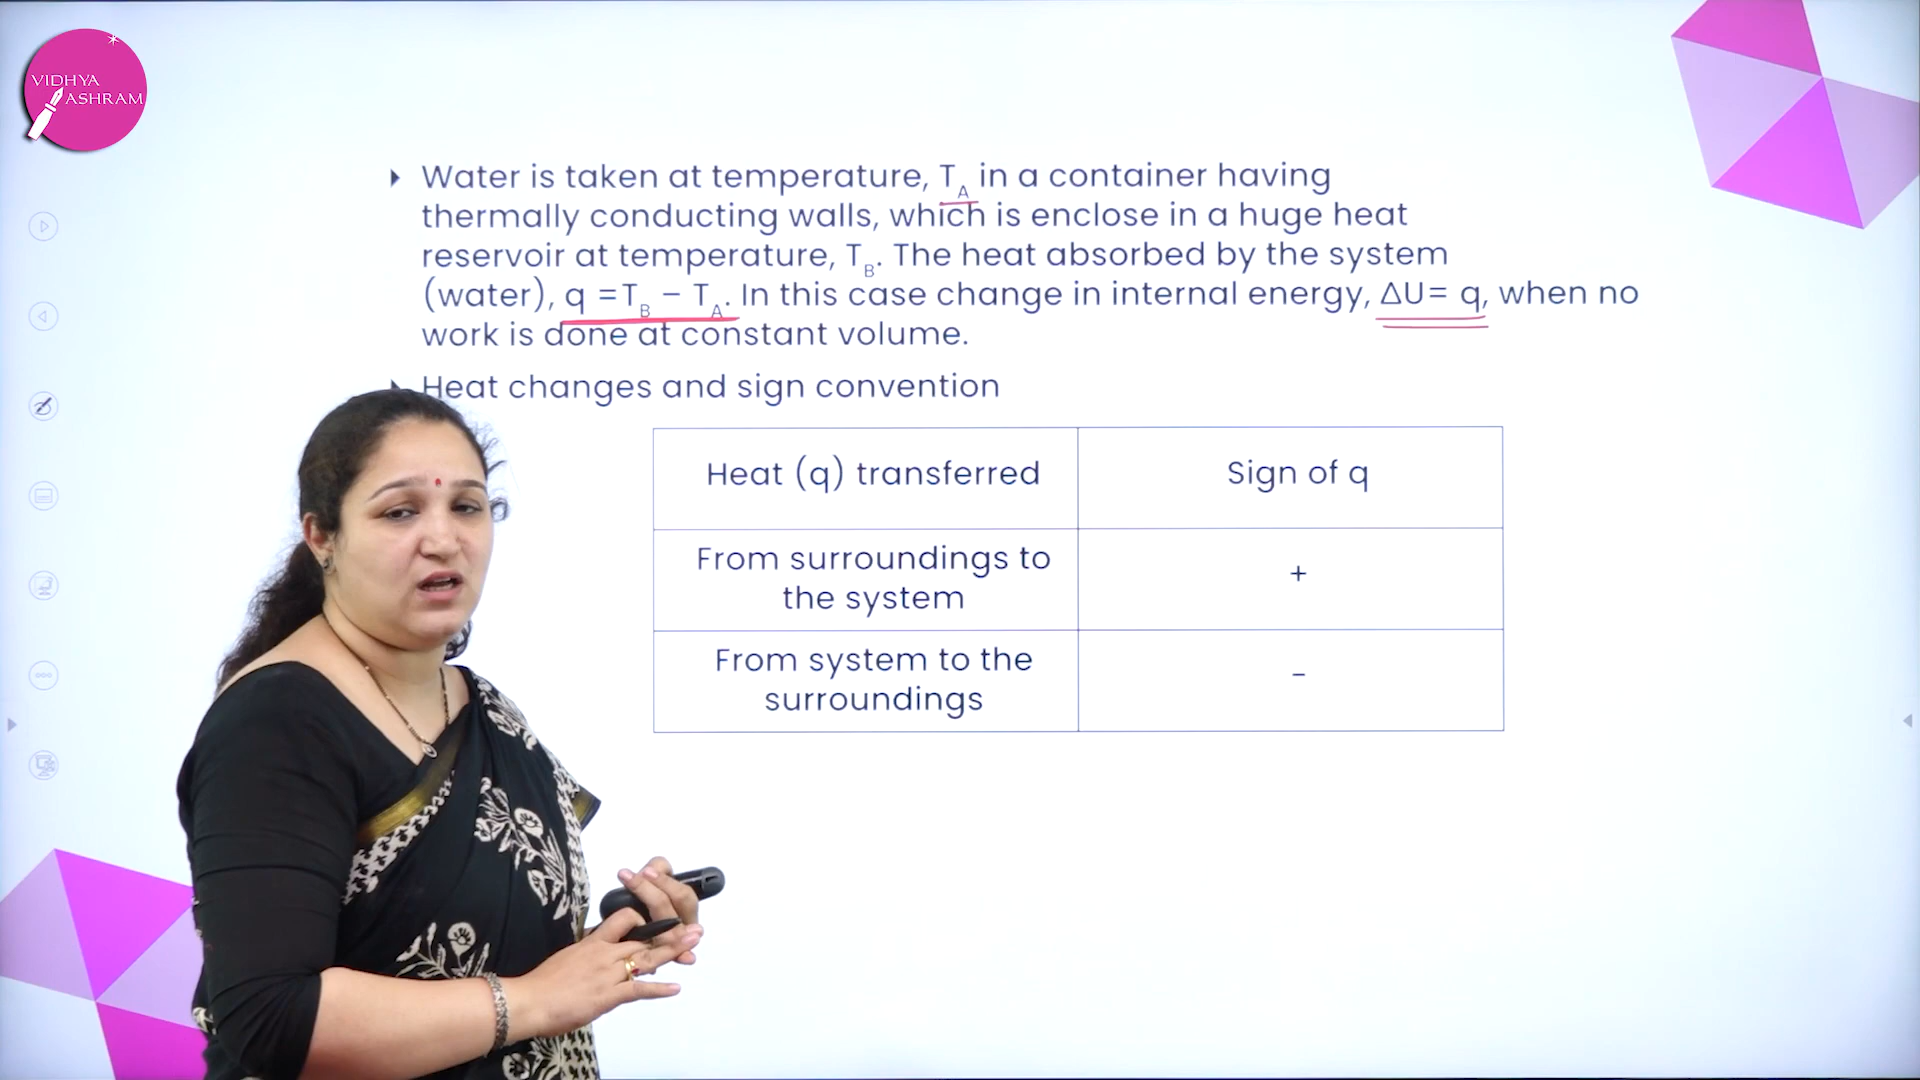 VIDHYA
ASHRAM
Water is taken at temperature, T_A in a container having
thermally conducting walls, which is enclose in a huge heat
reservoir at temperature, T_B. The heat absorbed by the system
(water), q =T_B − T_A. In this case change in internal energy, ΔU= q, when no
work is done at constant volume.
Heat changes and sign convention
Heat (q) transferred
Sign of q
From surroundings to
the system
+
From system to the
surroundings
-